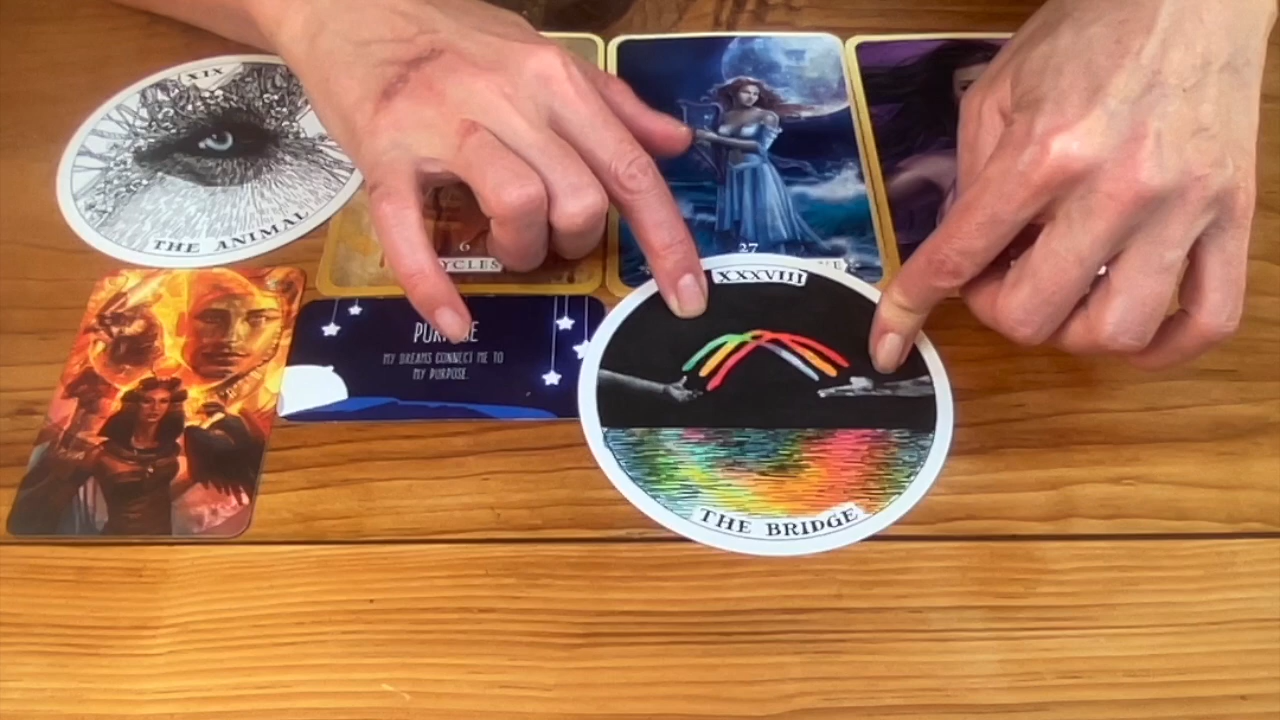 XIX
THE ANIMAL
6
27
PURPOSE
MY DREAMS CONNECT ME TO
MY PURPOSE.
XXXVIII
THE BRIDGE